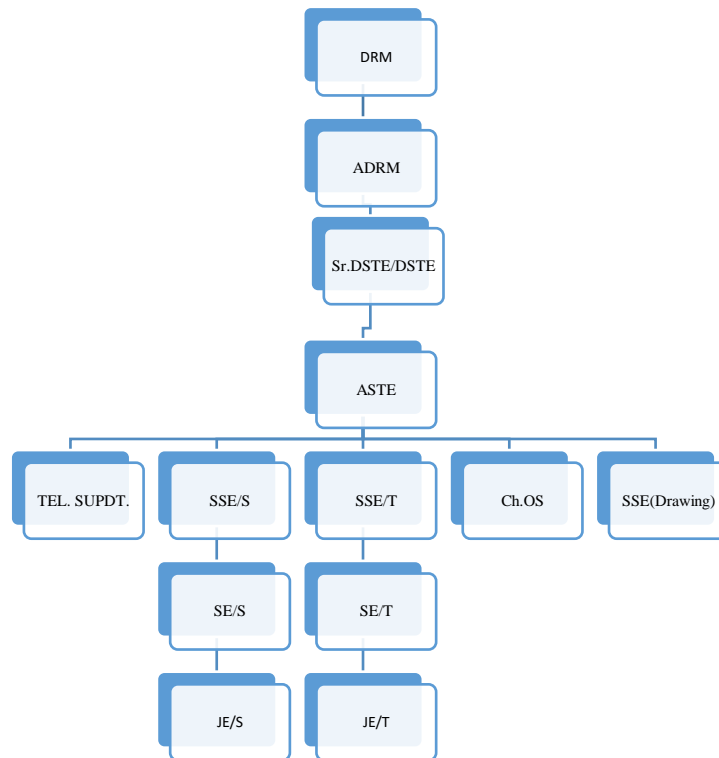 DRM
ADRM
Sr.DSTE/DSTE
ASTE
TEL. SUPDT.
SSE/S
SSE/T
Ch.OS
SSE(Drawing)
SE/S
SE/T
JE/S
JE/T